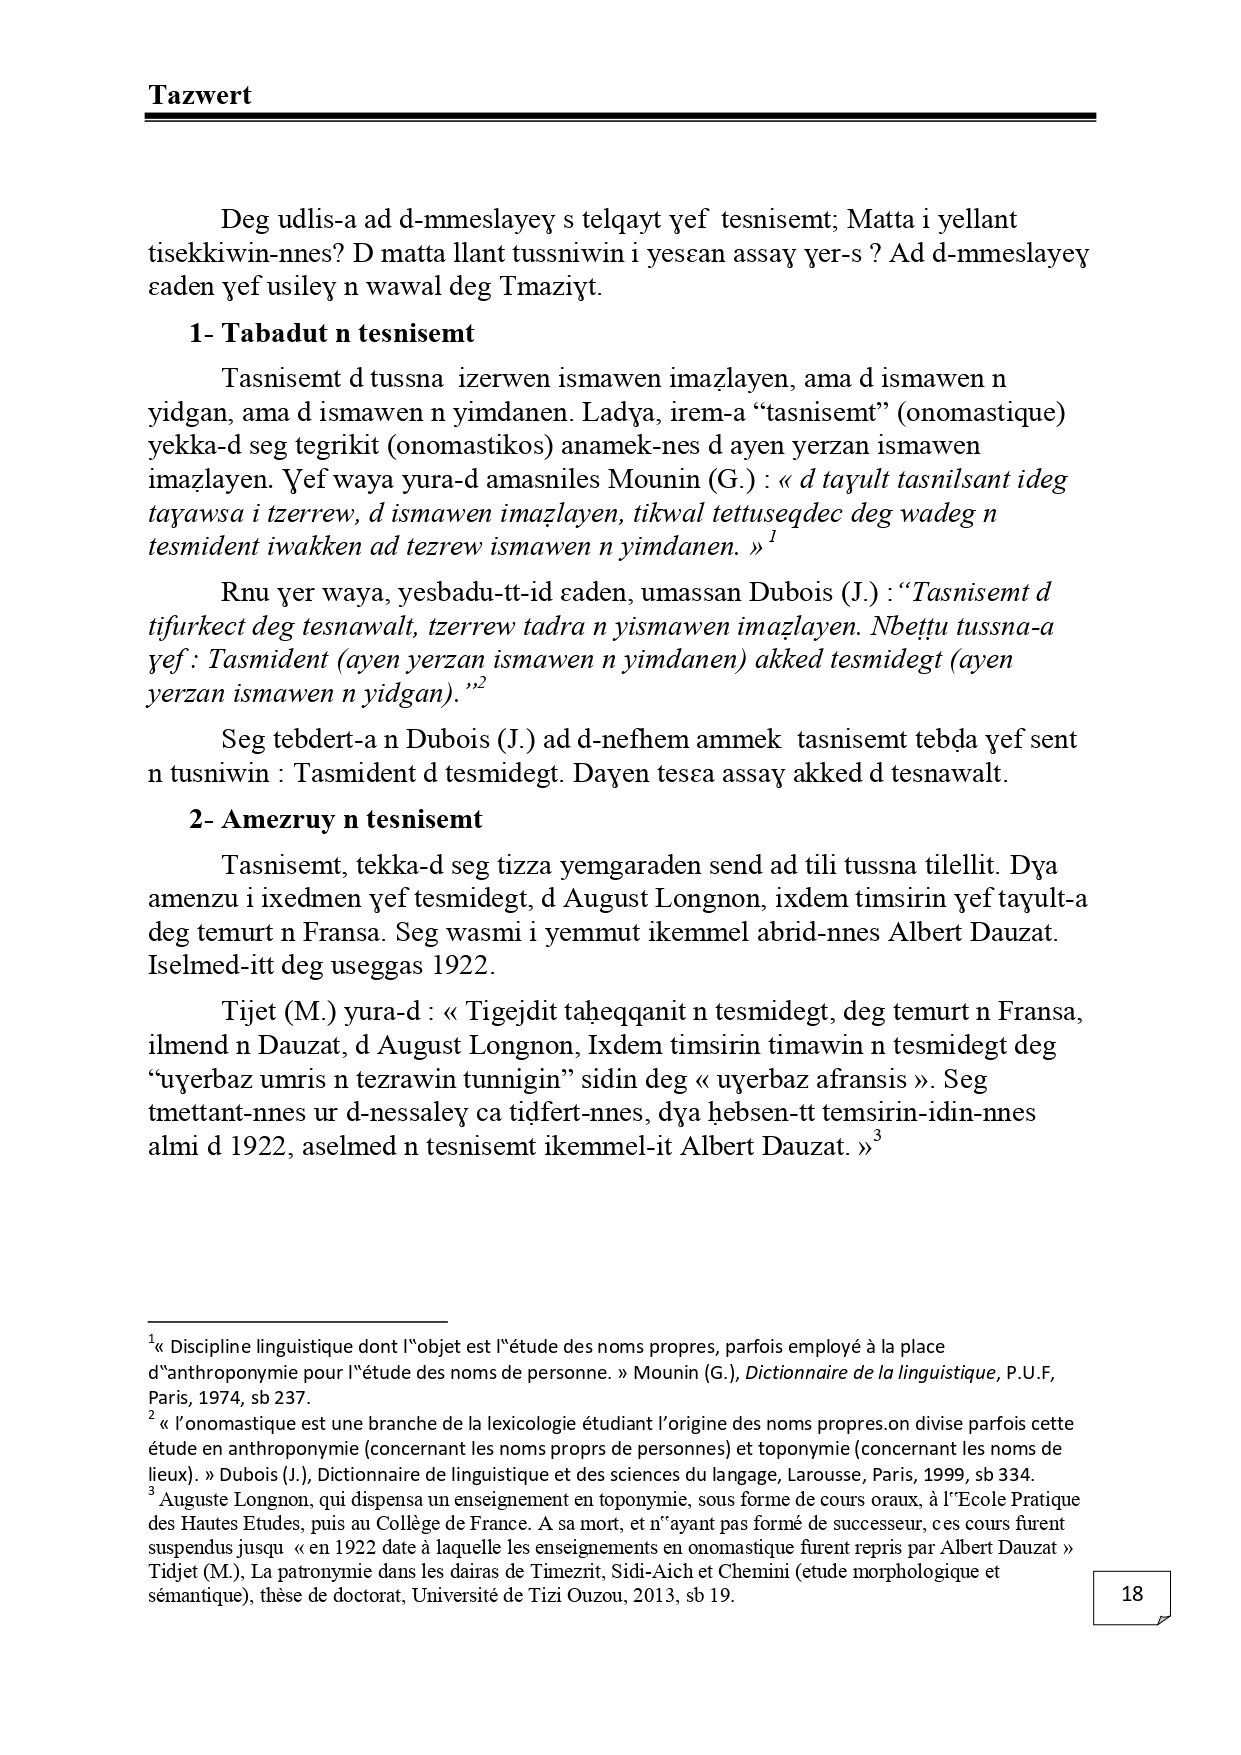 Tazwert
Deg udlis-a ad d-mmeslayeɣ s telqayt ɣef tesnisemt; Matta i yellant
tisekkiwin-nnes? D matta llant tussniwin i yesɛan assaɣ ɣer-s ? Ad d-mmeslayeɣ
ɛaden ɣef usileɣ n wawal deg Tmaziɣt.
1- Tabadut n tesnisemt
Tasnisemt d tussna izerwen ismawen imaẓlayen, ama d ismawen n
yidgan, ama d ismawen n yimdanen. Ladɣa, irem-a “tasnisemt” (onomastique)
yekka-d seg tegrikit (onomastikos) anamek-nes d ayen yerzan ismawen
imaẓlayen. Ɣef waya yura-d amasniles Mounin (G.) : « d taɣult tasnilsant ideg
taɣawsa i tzerrew, d ismawen imaẓlayen, tikwal tettuseqdec deg wadeg n
tesmident iwakken ad tezrew ismawen n yimdanen. » 1
Rnu ɣer waya, yesbadu-tt-id ɛaden, umassan Dubois (J.) :“Tasnisemt d
tifurkect deg tesnawalt, tzerrew tadra n yismawen imaẓlayen. Nbeṭṭu tussna-a
ɣef : Tasmident (ayen yerzan ismawen n yimdanen) akked tesmidegt (ayen
yerzan ismawen n yidgan).”2
Seg tebdert-a n Dubois (J.) ad d-nefhem ammek tasnisemt tebḍa ɣef sent
n tusniwin : Tasmident d tesmidegt. Daɣen tesɛa assaɣ akked d tesnawalt.
2- Amezruy n tesnisemt
Tasnisemt, tekka-d seg tizza yemgaraden send ad tili tussna tilellit. Dɣa
amenzu i ixedmen ɣef tesmidegt, d August Longnon, ixdem timsirin ɣef taɣult-a
deg temurt n Fransa. Seg wasmi i yemmut ikemmel abrid-nnes Albert Dauzat.
Iselmed-itt deg useggas 1922.
Tijet (M.) yura-d : « Tigejdit taḥeqqanit n tesmidegt, deg temurt n Fransa,
ilmend n Dauzat, d August Longnon, Ixdem timsirin timawin n tesmidegt deg
“uɣerbaz umris n tezrawin tunnigin” sidin deg « uɣerbaz afransis ». Seg
tmettant-nnes ur d-nessaleɣ ca tiḍfert-nnes, dɣa ḥebsen-tt temsirin-idin-nnes
almi d 1922, aselmed n tesnisemt ikemmel-it Albert Dauzat. »3
1« Discipline linguistique dont l‟objet est l‟étude des noms propres, parfois employé à la place
d‟anthroponymie pour l‟étude des noms de personne. » Mounin (G.), Dictionnaire de la linguistique, P.U.F,
Paris, 1974, sb 237.
2 « l’onomastique est une branche de la lexicologie étudiant l’origine des noms propres.on divise parfois cette
étude en anthroponymie (concernant les noms proprs de personnes) et toponymie (concernant les noms de
lieux). » Dubois (J.), Dictionnaire de linguistique et des sciences du langage, Larousse, Paris, 1999, sb 334.
3 Auguste Longnon, qui dispensa un enseignement en toponymie, sous forme de cours oraux, à l‟Ecole Pratique
des Hautes Etudes, puis au Collège de France. A sa mort, et n‟ayant pas formé de successeur, ces cours furent
suspendus jusqu « en 1922 date à laquelle les enseignements en onomastique furent repris par Albert Dauzat »
Tidjet (M.), La patronymie dans les dairas de Timezrit, Sidi-Aich et Chemini (etude morphologique et
sémantique), thèse de doctorat, Université de Tizi Ouzou, 2013, sb 19.
18